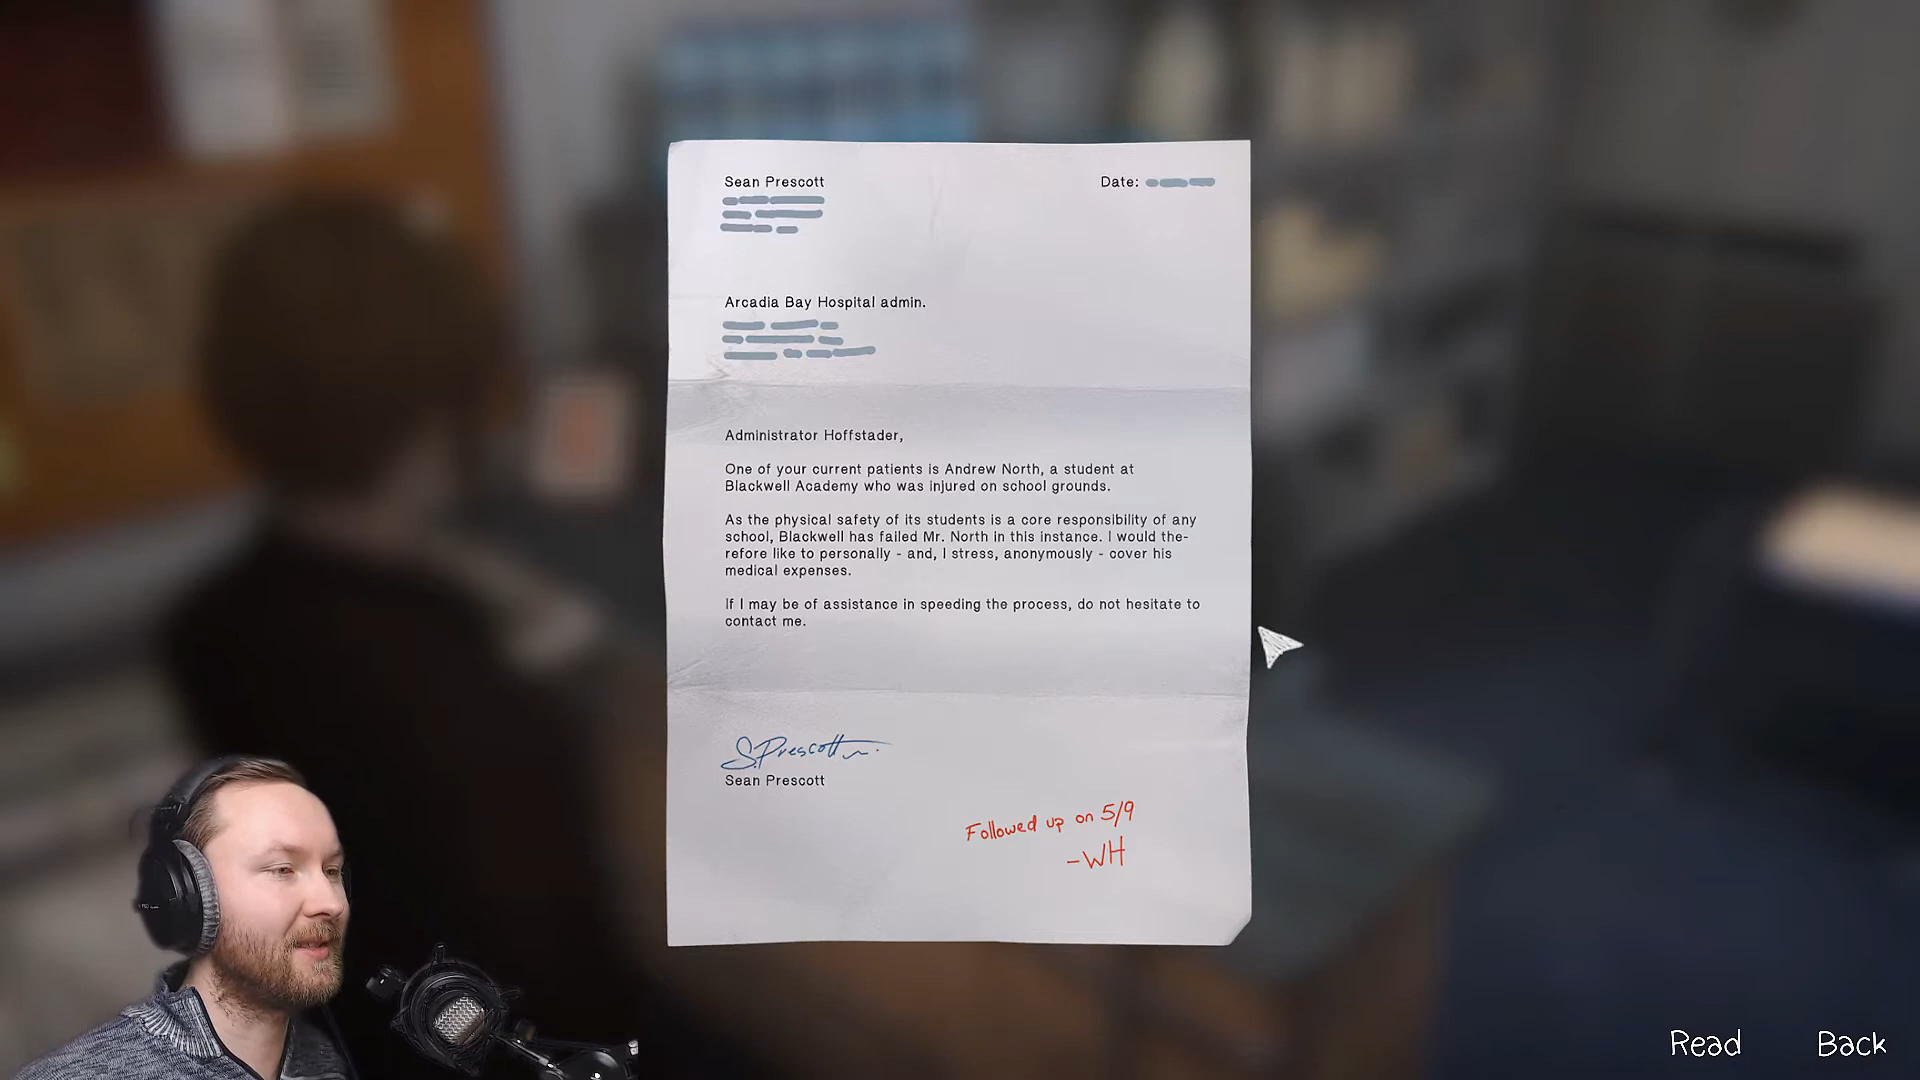 Sean Prescott
Date:
Arcadia Bay Hospital admin.
Administrator Hoffstader,
One of your current patients is Andrew North, a student at
Blackwell Academy who was injured on school grounds.
As the physical safety of its students is a core responsibility of any
school, Blackwell has failed Mr. North in this instance. I would the-
refore like to personally - and, I stress, anonymously - cover his
medical expenses.
If I may be of assistance in speeding the process, do not hesitate to
contact me.
S.Prescott
Sean Prescott
Followed up on 5/9
-WH
Read
Back